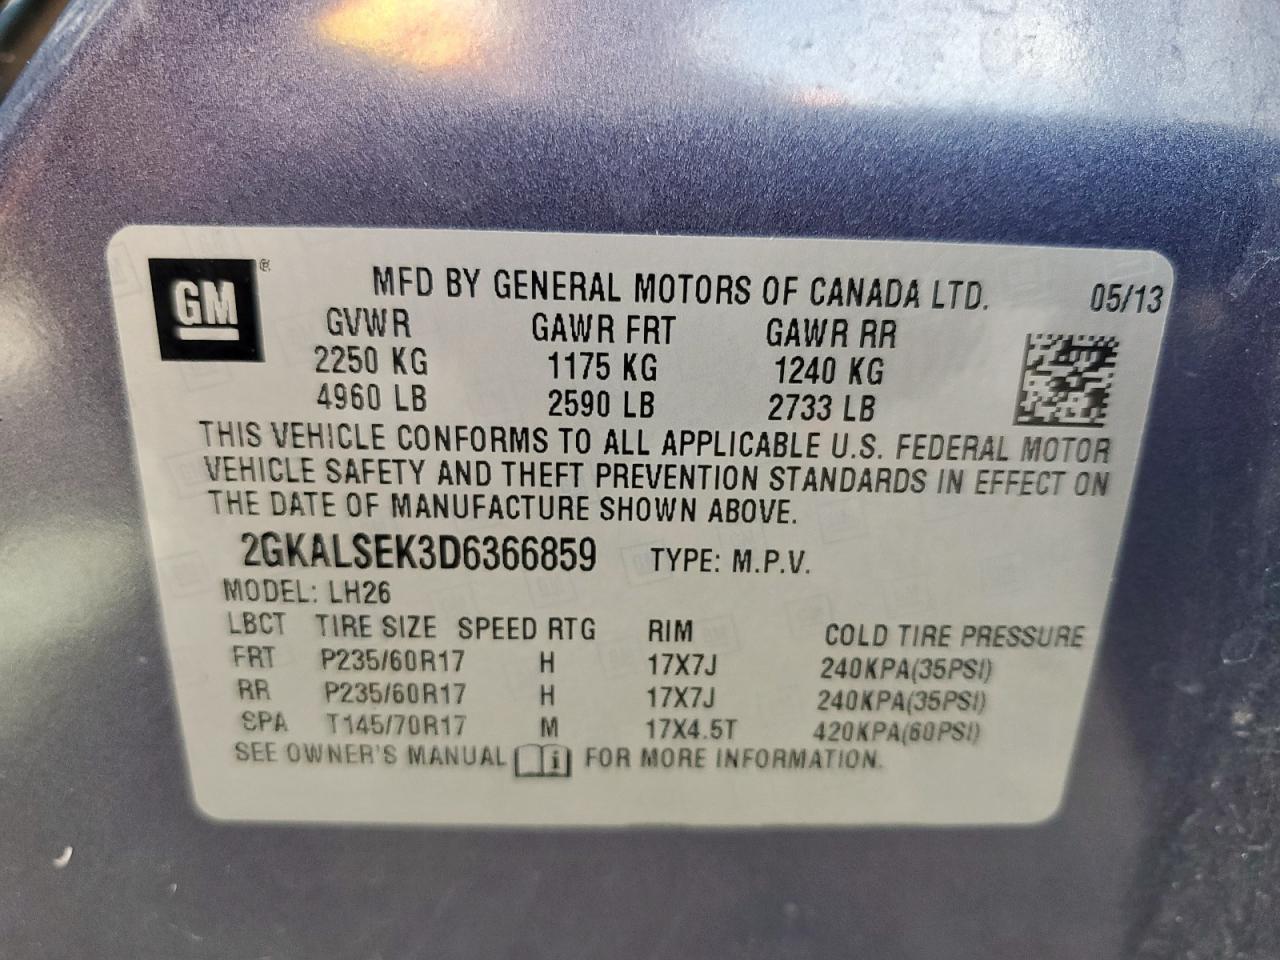 GM ®
MFD BY GENERAL MOTORS OF CANADA LTD. 05/13
GVWR GAWR FRT GAWR RR
2250 KG 1175 KG 1240 KG
4960 LB 2590 LB 2733 LB
THIS VEHICLE CONFORMS TO ALL APPLICABLE U.S. FEDERAL MOTOR
VEHICLE SAFETY AND THEFT PREVENTION STANDARDS IN EFFECT ON
THE DATE OF MANUFACTURE SHOWN ABOVE.
2GKALSEK3D6366859 TYPE: M.P.V.
MODEL: LH26
LBCT TIRE SIZE SPEED RTG RIM COLD TIRE PRESSURE
FRT P235/60R17 H 17X7J 240KPA(35PSI)
RR P235/60R17 H 17X7J 240KPA(35PSI)
SPA T145/70R17 M 17X4.5T 420KPA(60PSI)
SEE OWNER'S MANUAL i FOR MORE INFORMATION.